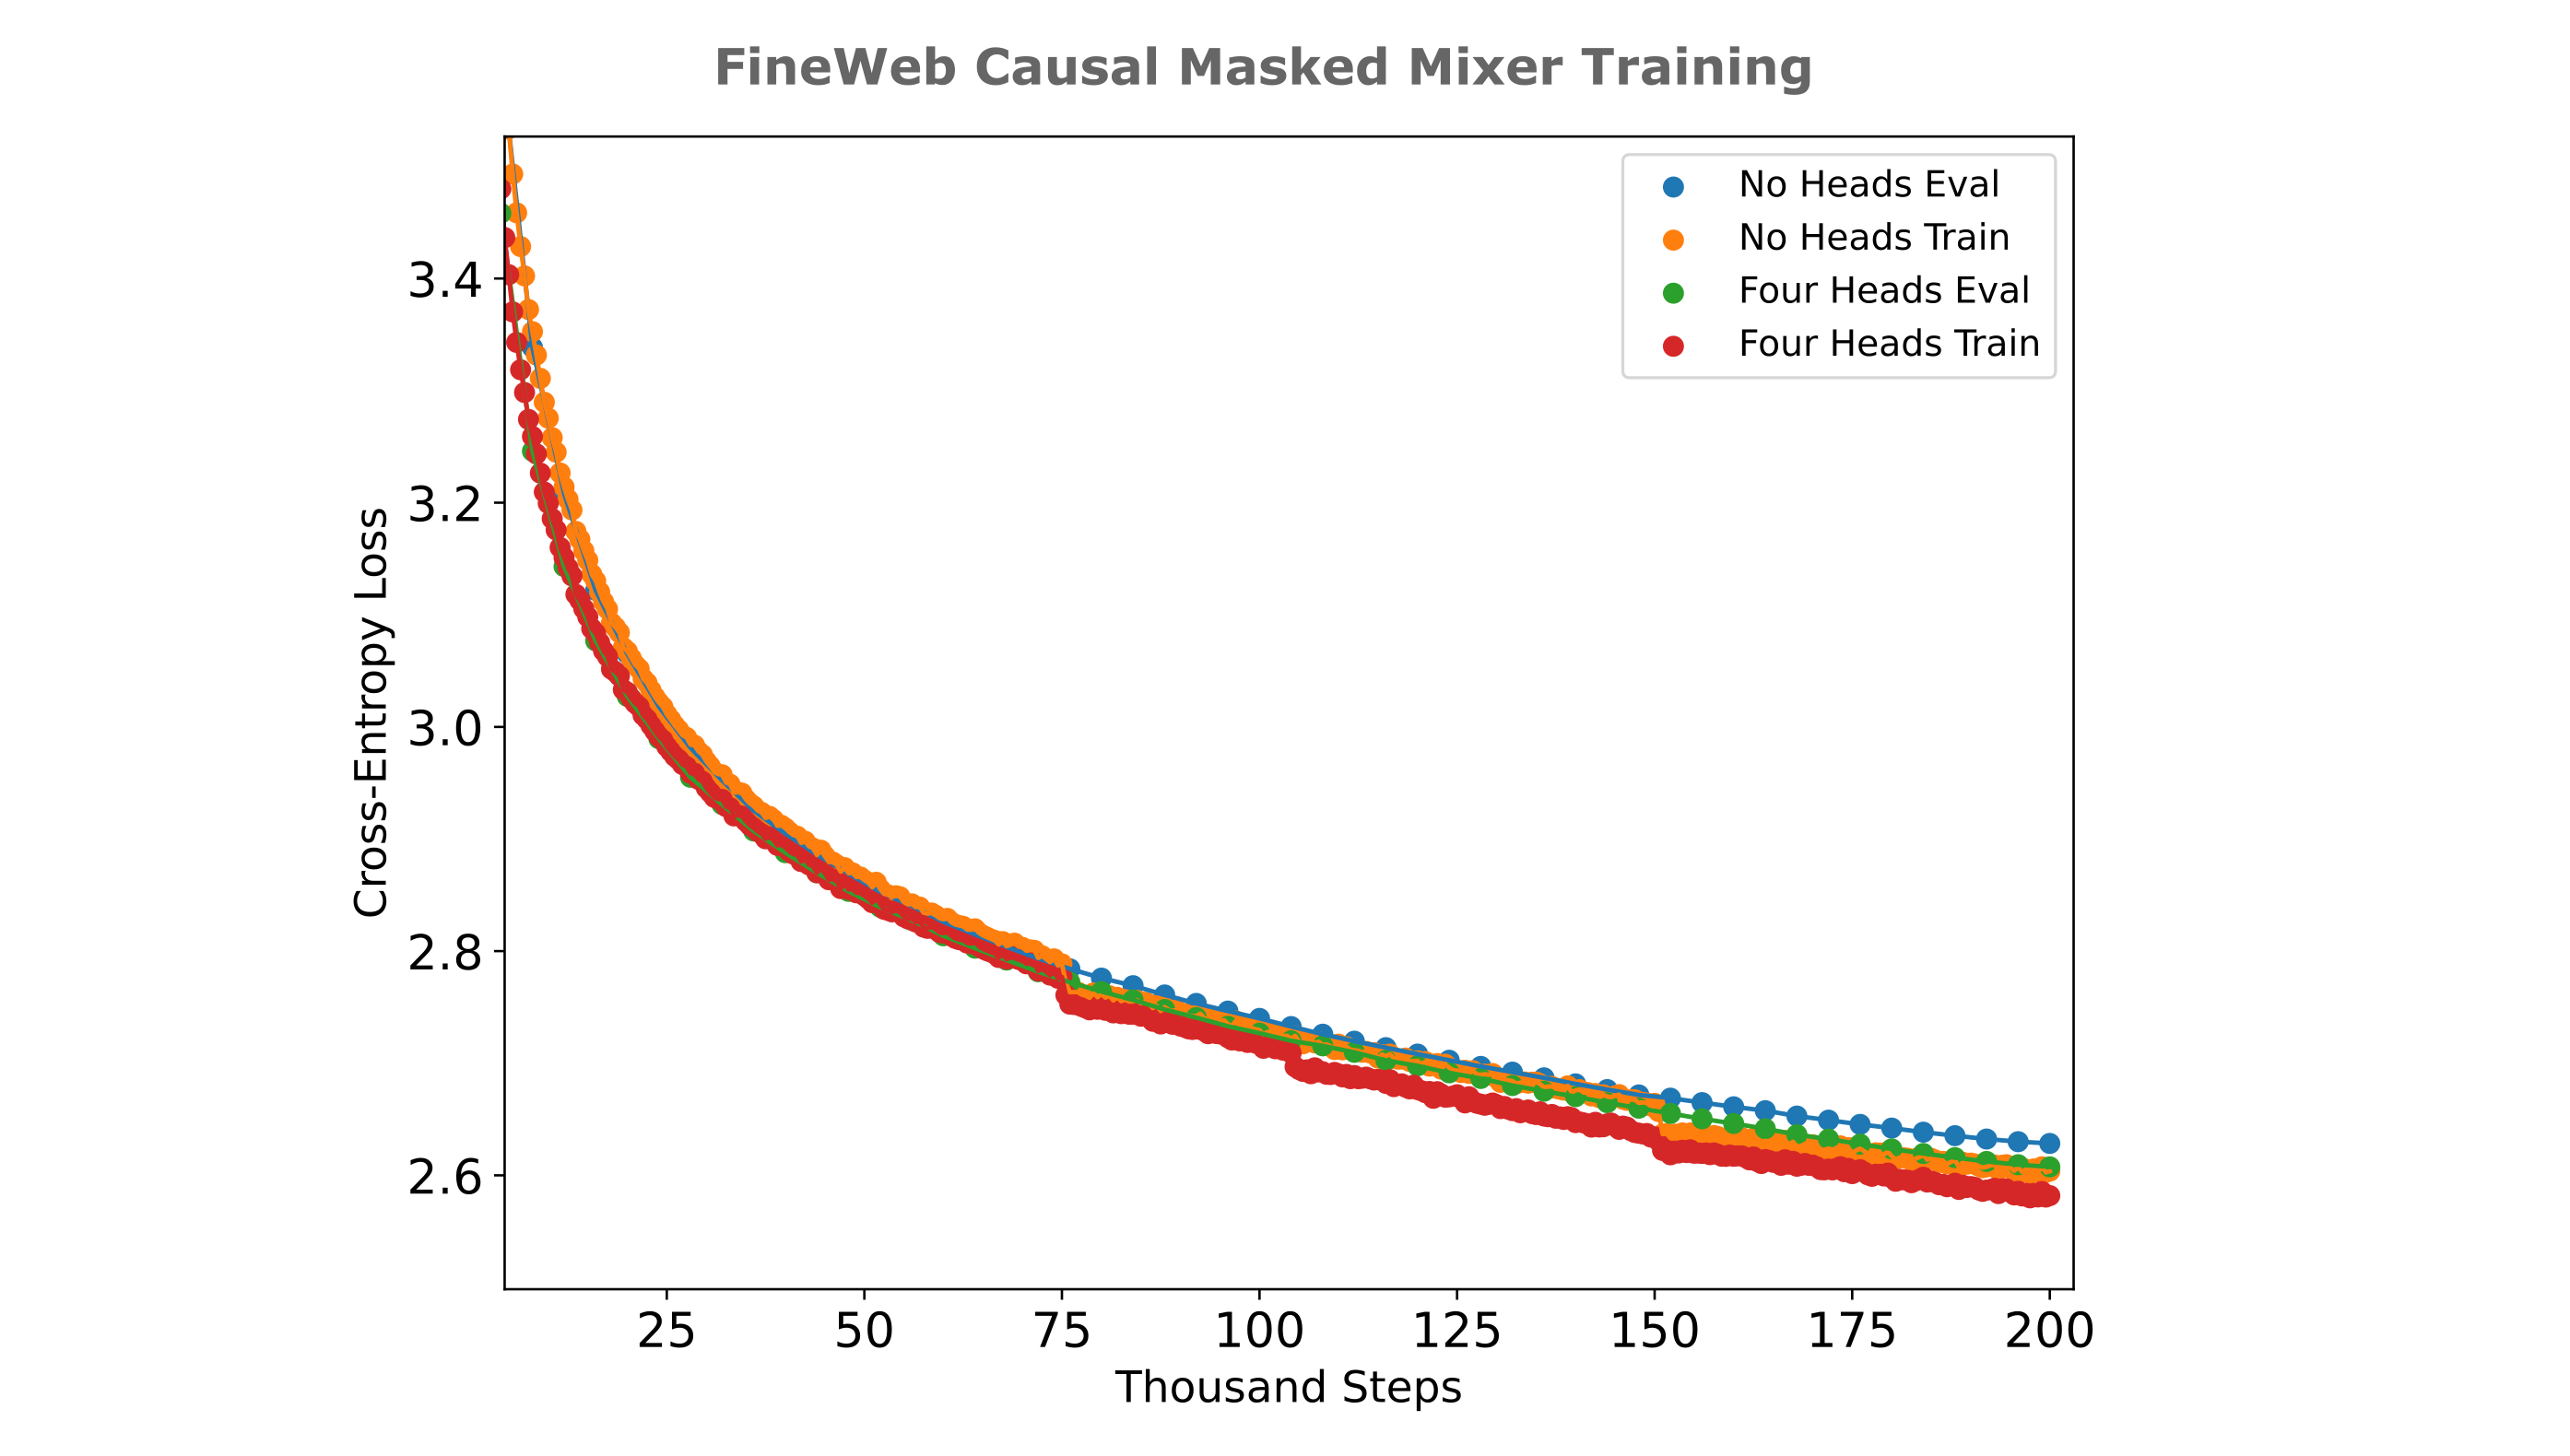 FineWeb Causal Masked Mixer Training
No Heads Eval
No Heads Train
Four Heads Eval
Four Heads Train
Cross-Entropy Loss
3.4
3.2
3.0
2.8
2.6
25 50 75 100 125 150 175 200
Thousand Steps